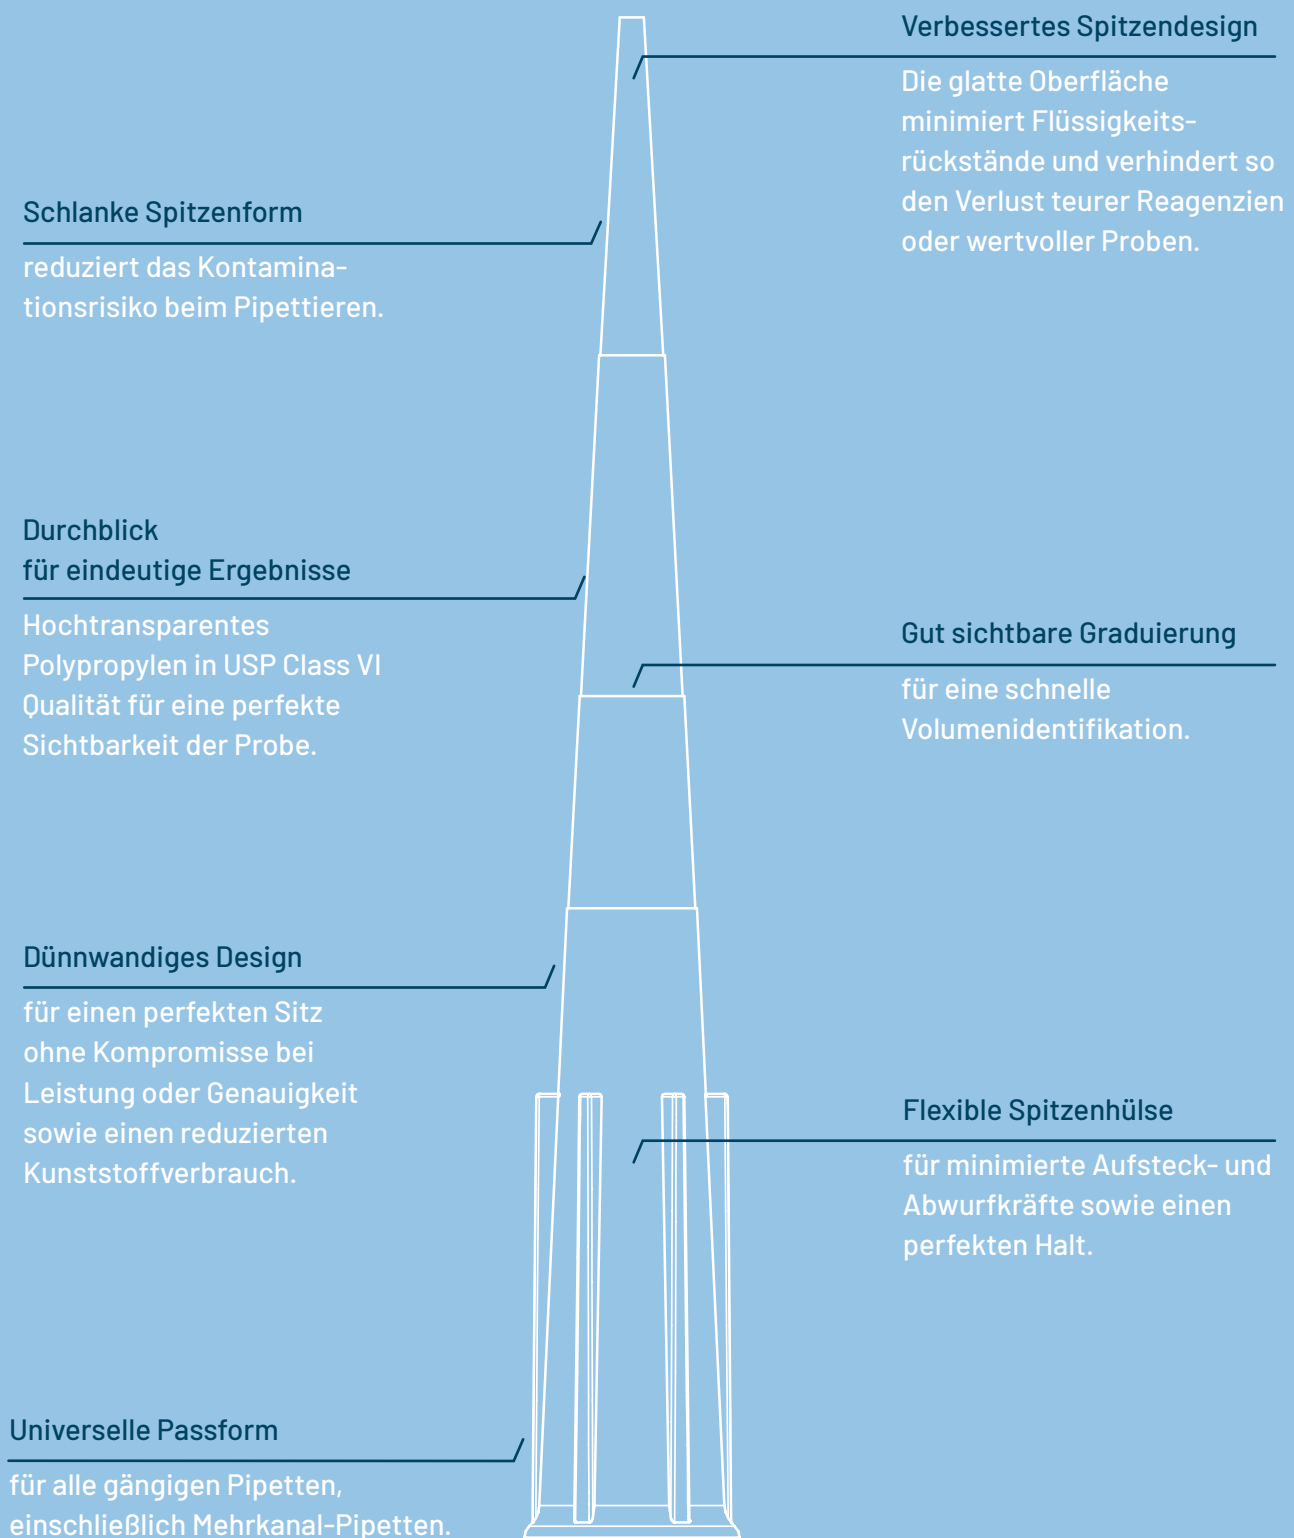 Verbessertes Spitzendesign
Die glatte Oberfläche
minimiert Flüssigkeits-
rückstände und verhindert so
den Verlust teurer Reagenzien
oder wertvoller Proben.
Schlanke Spitzenform
reduziert das Kontamina-
tionsrisiko beim Pipettieren.
Durchblick
für eindeutige Ergebnisse
Hochtransparentes
Polypropylen in USP Class VI
Qualität für eine perfekte
Sichtbarkeit der Probe.
Gut sichtbare Graduierung
für eine schnelle
Volumenidentifikation.
Dünnwandiges Design
für einen perfekten Sitz
ohne Kompromisse bei
Leistung oder Genauigkeit
sowie einen reduzierten
Kunststoffverbrauch.
Flexible Spitzenhülse
für minimierte Aufsteck- und
Abwurfkräfte sowie einen
perfekten Halt.
Universelle Passform
für alle gängigen Pipetten,
einschließlich Mehrkanal-Pipetten.